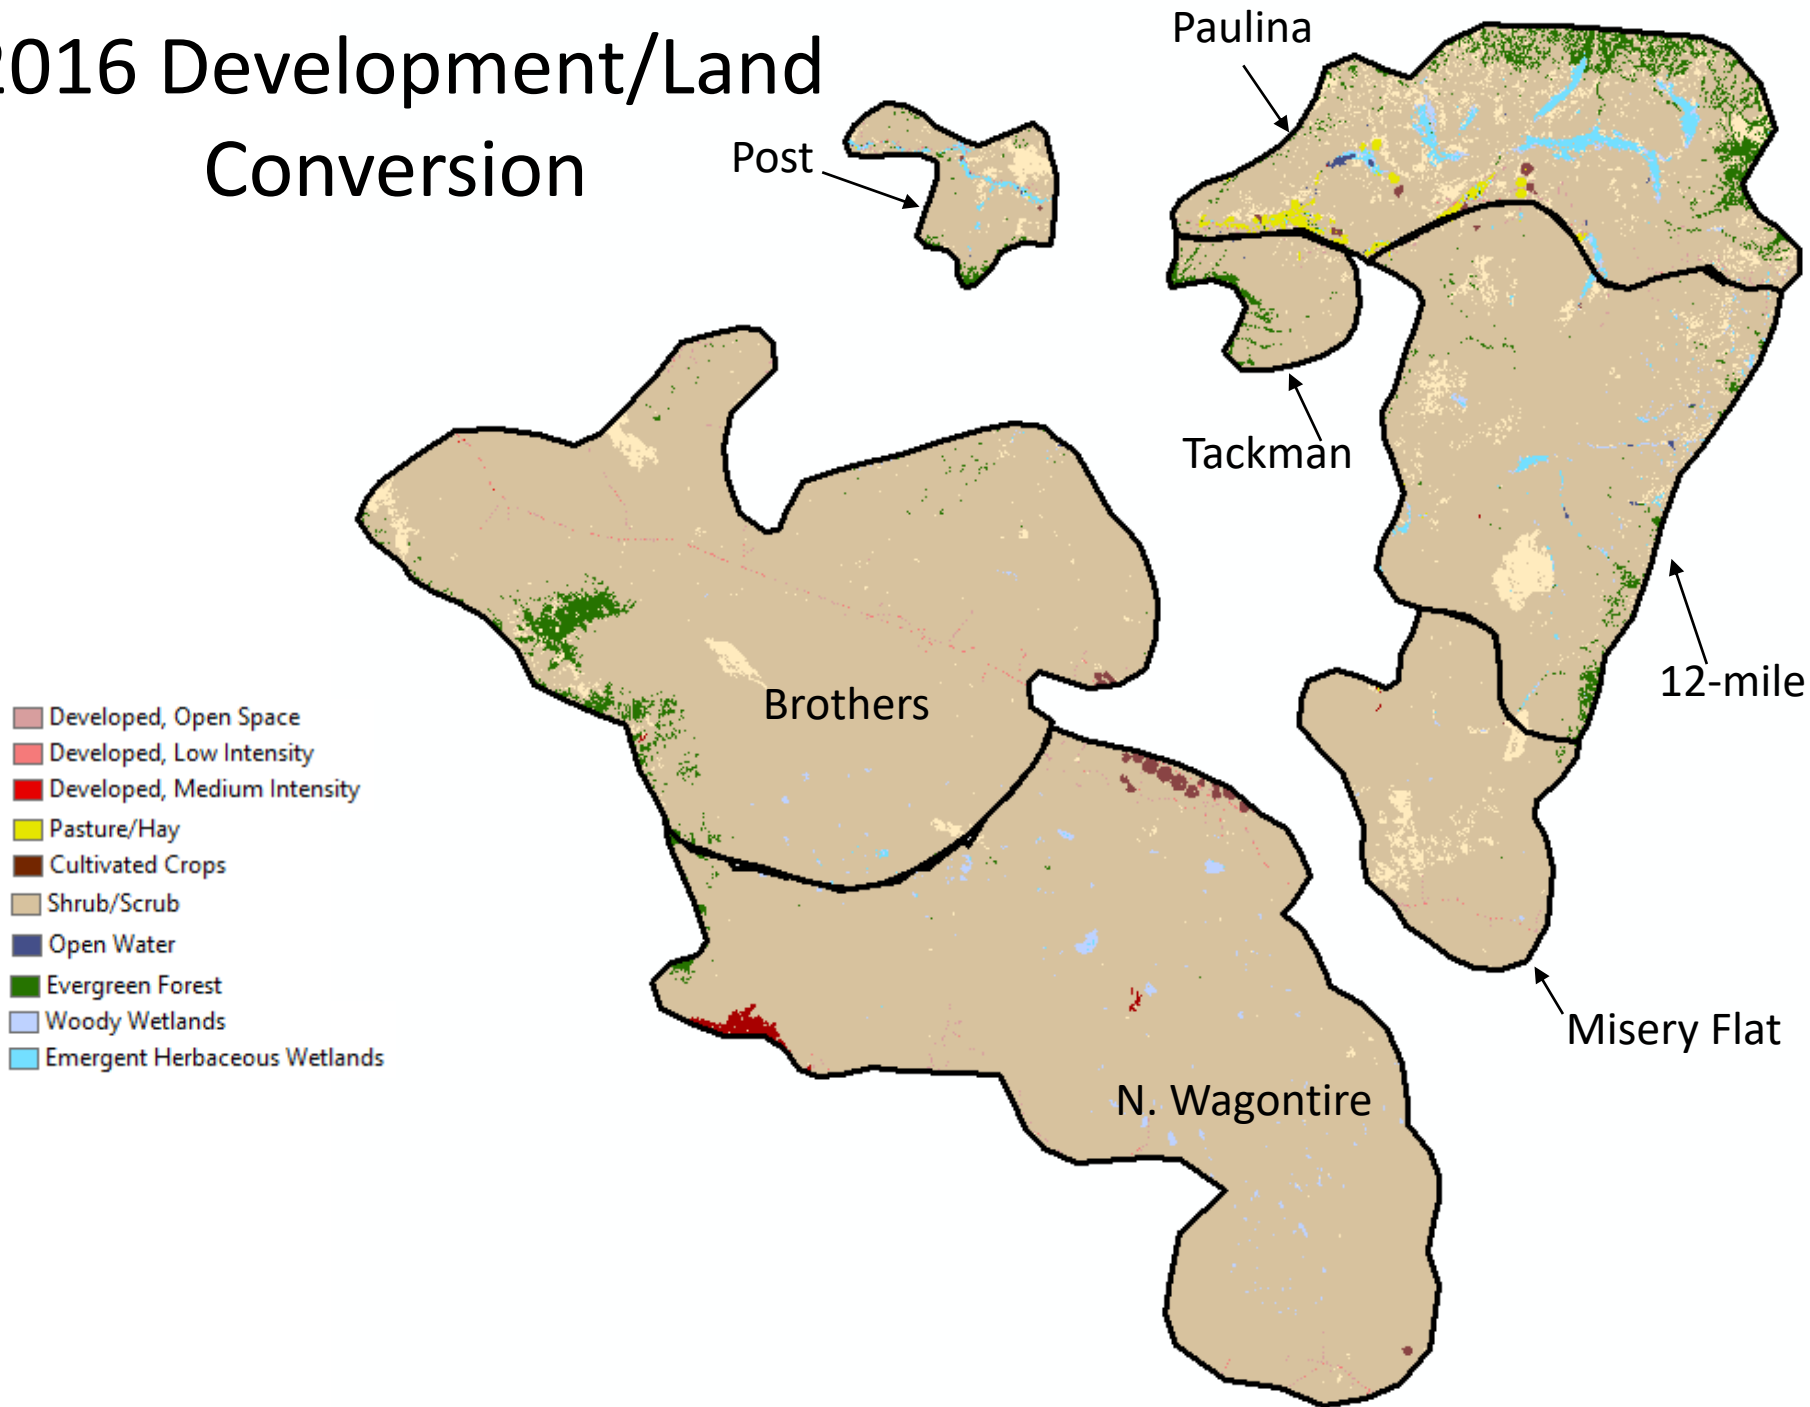 2016 Development/Land
Conversion
Paulina
Post
Tackman
Brothers
12-mile
Developed, Open Space
Developed, Low Intensity
Developed, Medium Intensity
Pasture/Hay
Cultivated Crops
Shrub/Scrub
Open Water
Evergreen Forest
Woody Wetlands
Emergent Herbaceous Wetlands
Misery Flat
N. Wagontire